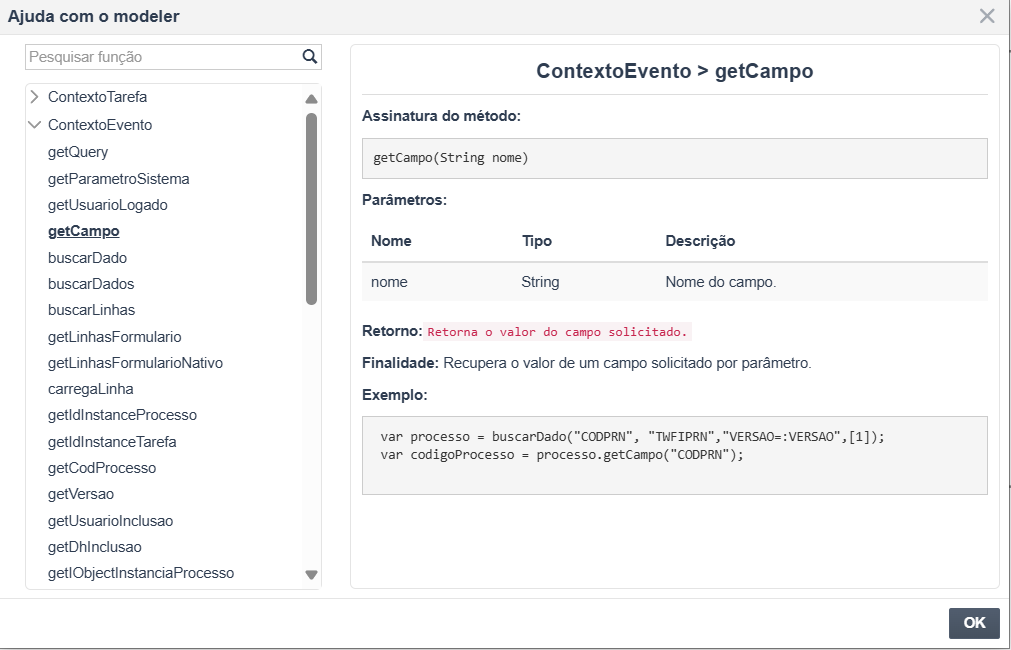 Ajuda com o modeler
Pesquisar função
ContextoTarefa
ContextoEvento
getQuery
getParametroSistema
getUsuarioLogado
getCampo
buscarDado
buscarDados
buscarLinhas
getLinhasFormulario
getLinhasFormularioNativo
carregaLinha
getIdInstanceProcesso
getIdInstanceTarefa
getCodProcesso
getVersao
getUsuarioInclusao
getDhInclusao
getIObjectInstanciaProcesso
ContextoEvento > getCampo
Assinatura do método:
getCampo(String nome)
Parâmetros:
Nome Tipo Descrição
nome String Nome do campo.
Retorno: Retorna o valor do campo solicitado.
Finalidade: Recupera o valor de um campo solicitado por parâmetro.
Exemplo:
var processo = buscarDado("CODPRN", "TWFIPRN","VERSAO=:VERSAO",[1]);
var codigoProcesso = processo.getCampo("CODPRN");
OK